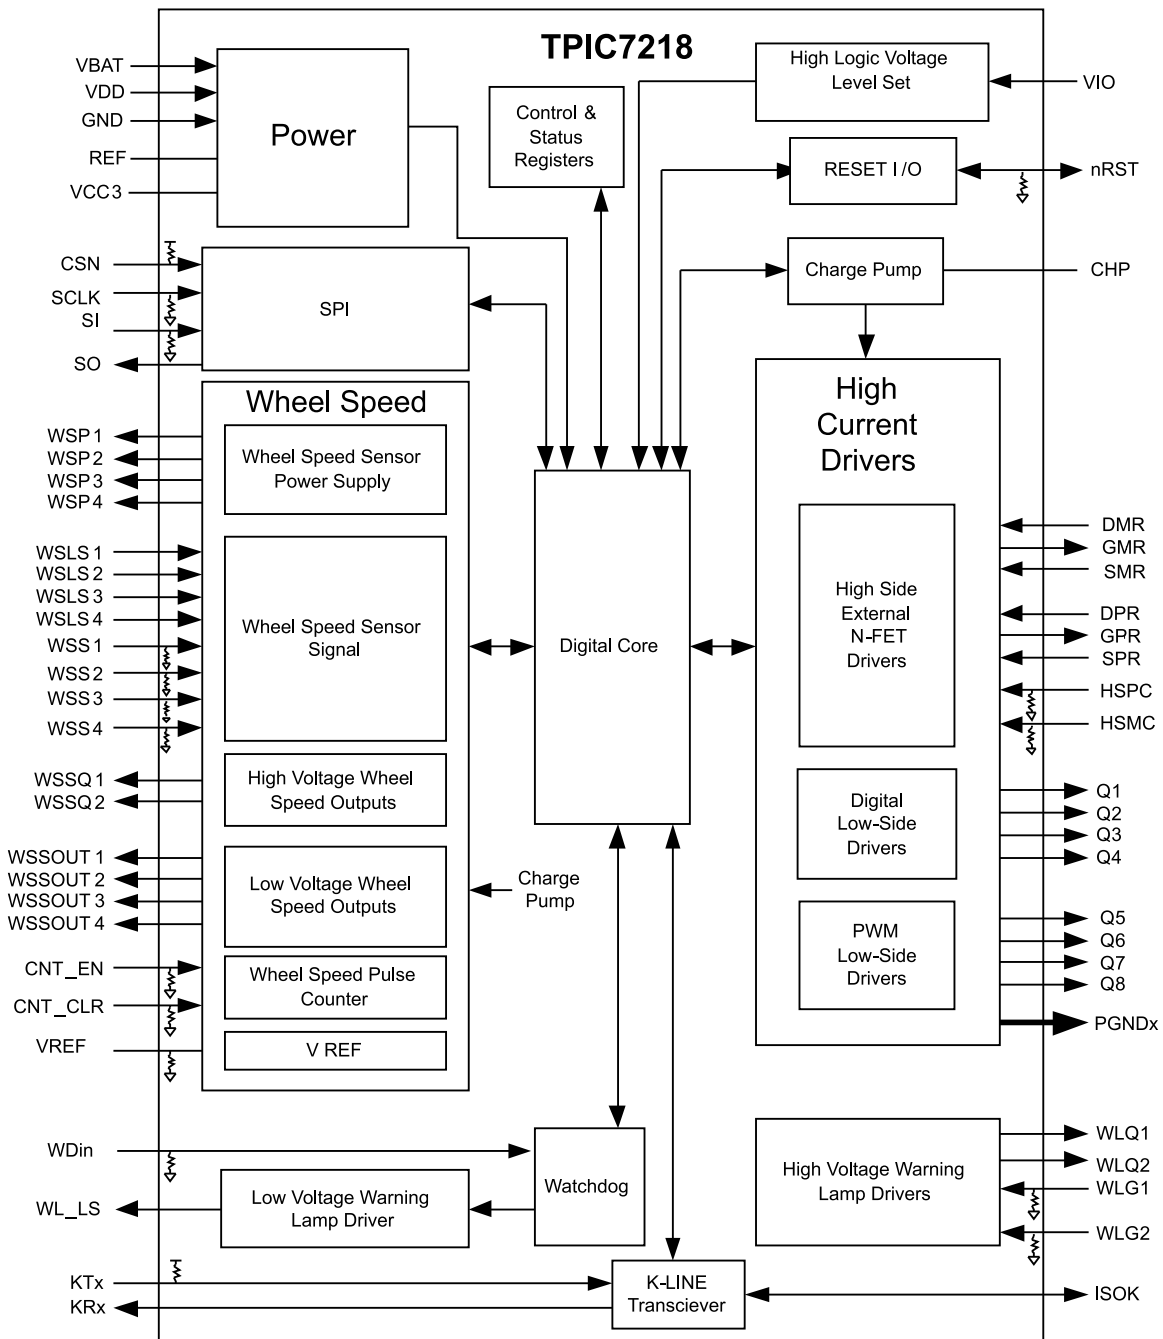 TPIC7218
VBAT
VDD
GND
REF
VCC3
Power
Control &
Status
Registers
High Logic Voltage
Level Set
VIO
RESET I/O
nRST
CSN
SCLK
SI
SO
SPI
Charge Pump
CHP
Wheel Speed
WSP1
WSP2
WSP3
WSP4
Wheel Speed Sensor
Power Supply
WSLS1
WSLS2
WSLS3
WSLS4
WSS1
WSS2
WSS3
WSS4
Wheel Speed Sensor
Signal
WSSQ1
WSSQ2
High Voltage Wheel
Speed Outputs
WSSOUT1
WSSOUT2
WSSOUT3
WSSOUT4
Low Voltage Wheel
Speed Outputs
Charge
Pump
CNT_EN
CNT_CLR
Wheel Speed Pulse
Counter
VREF
V REF
Digital Core
High
Current
Drivers
High Side
External
N-FET
Drivers
DMR
GMR
SMR
DPR
GPR
SPR
HSPC
HSMC
Digital
Low-Side
Drivers
Q1
Q2
Q3
Q4
PWM
Low-Side
Drivers
Q5
Q6
Q7
Q8
PGNDx
WDin
Watchdog
WL_LS
Low Voltage Warning
Lamp Driver
High Voltage Warning
Lamp Drivers
WLQ1
WLQ2
WLG1
WLG2
KTx
KRx
K-LINE
Transciever
ISOK